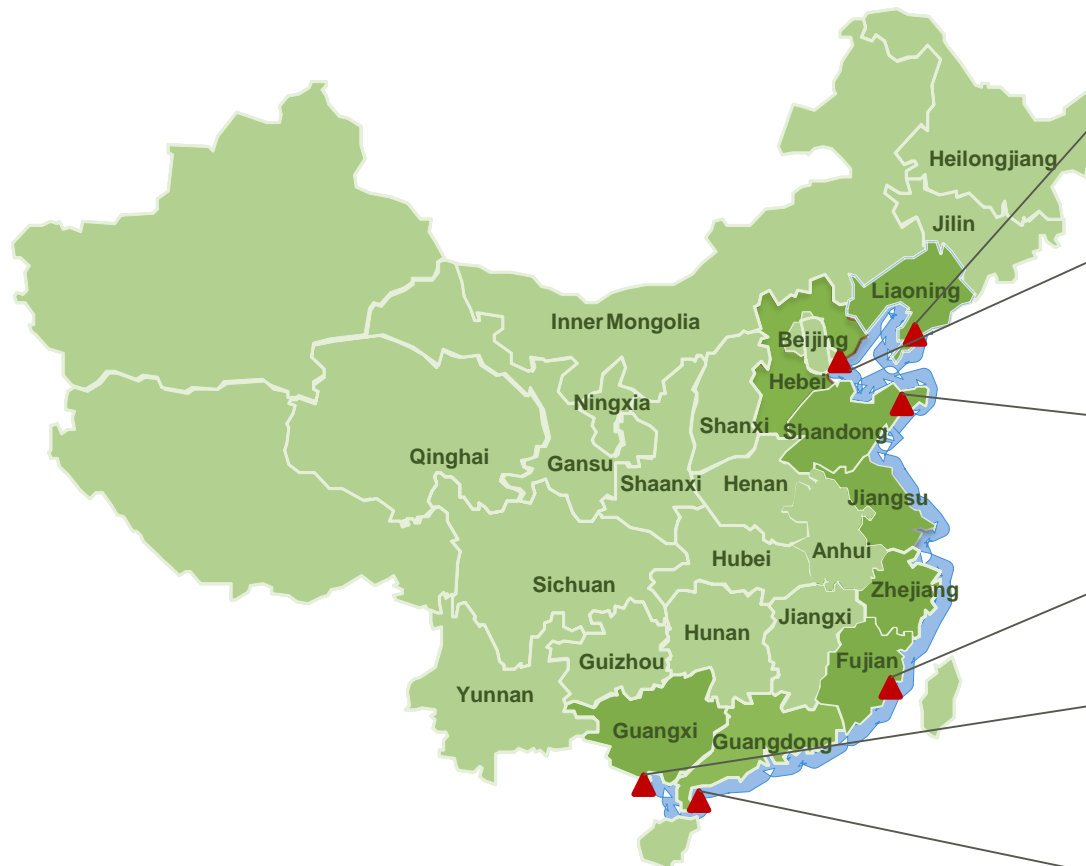 Heilongjiang
Jilin
Liaoning
Inner Mongolia
Beijing
Hebei
Ningxia
Shanxi
Shandong
Qinghai
Gansu
Shaanxi
Henan
Jiangsu
Anhui
Hubei
Sichuan
Zhejiang
Jiangxi
Hunan
Guizhou
Fujian
Yunnan
Guangxi
Guangdong